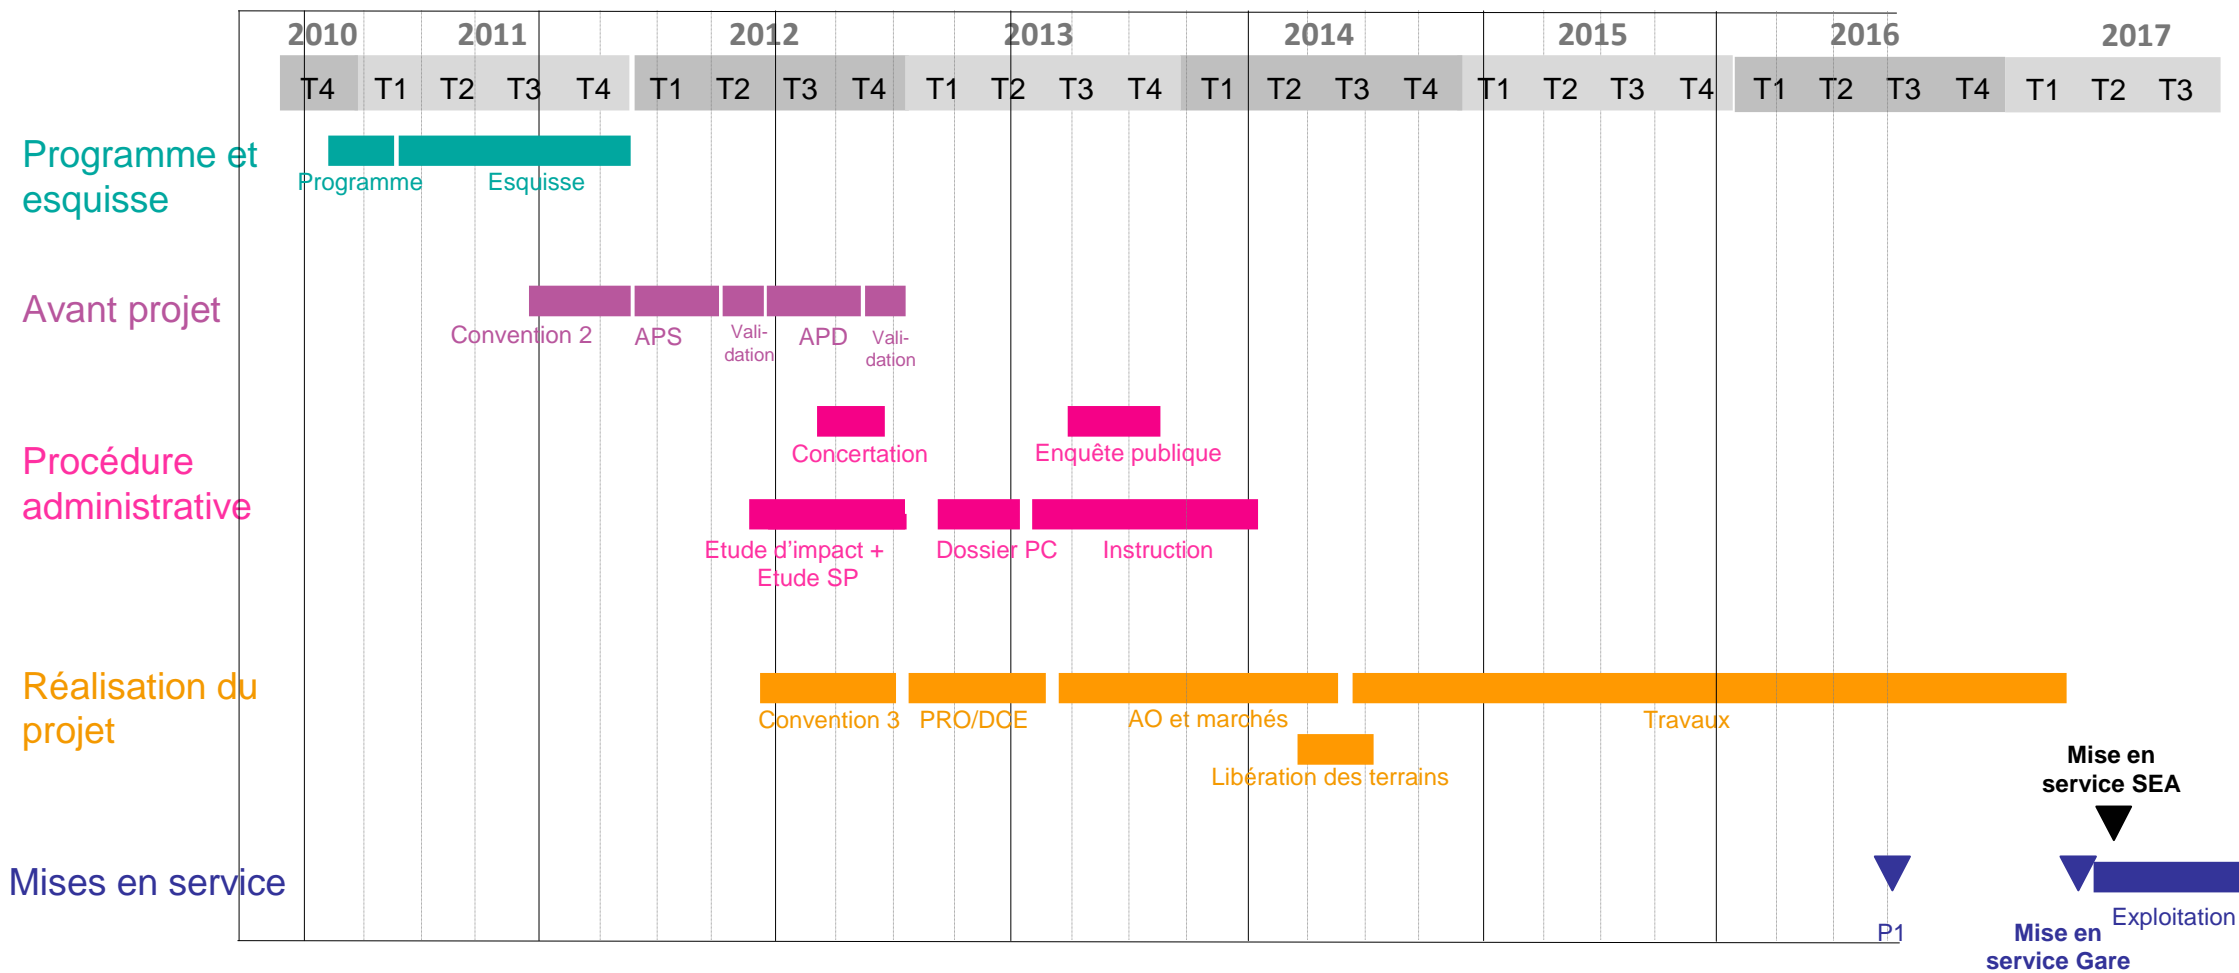 2010 2011 2012 2013 2014 2015 2016 2017
T4 T1 T2 T3 T4 T1 T2 T3 T4 T1 T2 T3 T4 T1 T2 T3 T4 T1 T2 T3 T4 T1 T2 T3 T4 T1 T2 T3
Programme et
esquisse
Programme Esquisse
Avant projet
Convention 2 APS
Vali-
dation
APD
Vali-
dation
Procédure
administrative
Concertation Enquête publique
Etude d'impact +
Etude SP
Dossier PC Instruction
Réalisation du
projet
Convention 3 PRO/DCE AO et marchés Travaux
Libération des terrains
Mise en
service SEA
Mises en service
P1
Mise en
service Gare
Exploitation